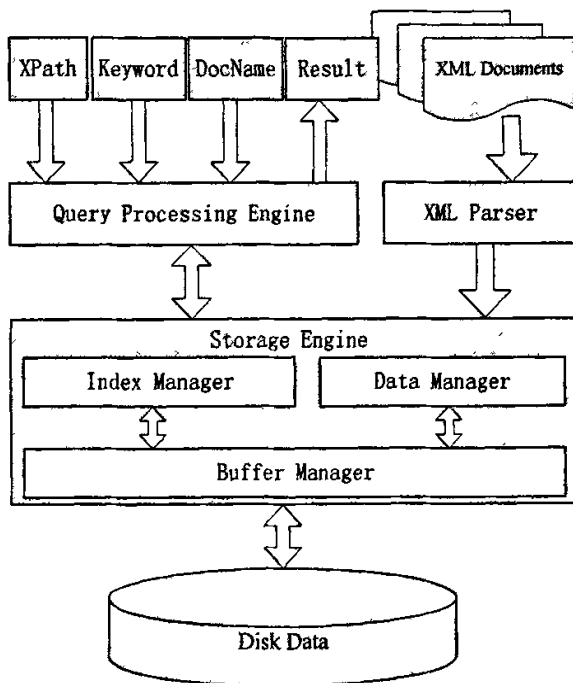 XPath Keyword DocName Result XML Documents
Query Processing Engine XML Parser
Storage Engine
Index Manager Data Manager
Buffer Manager
Disk Data